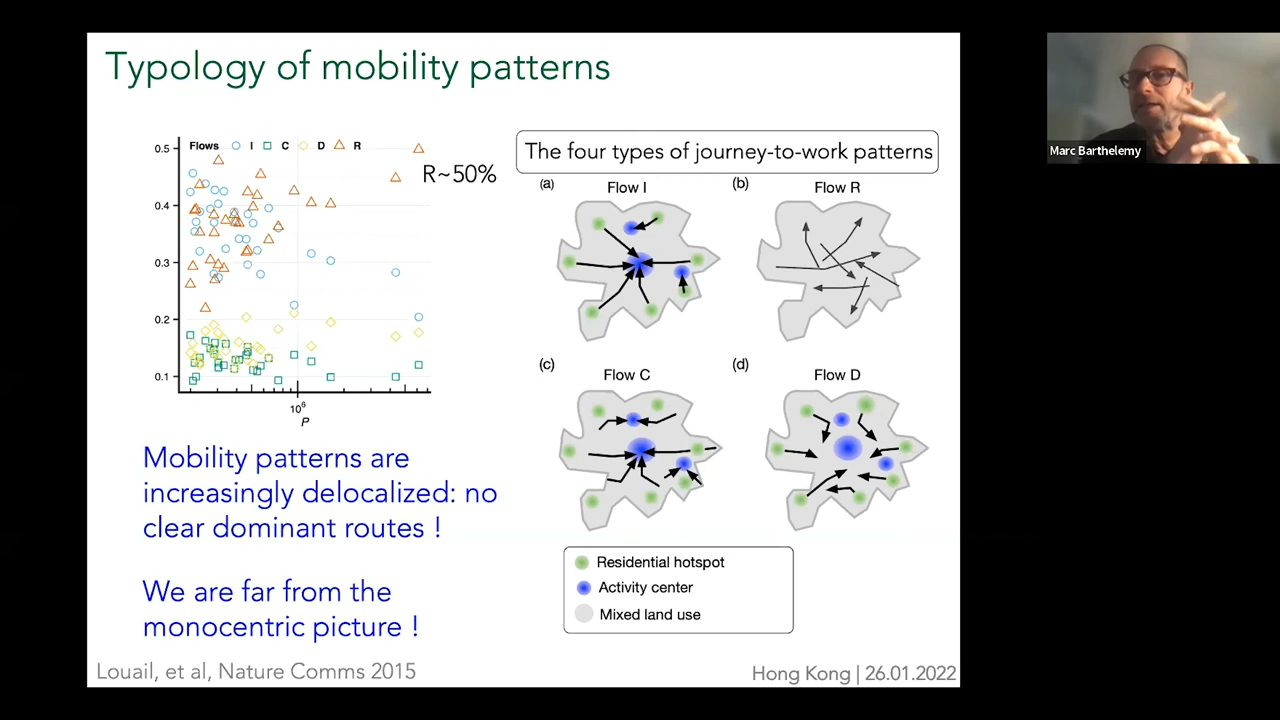 Typology of mobility patterns
Flows I C D R
0.5
0.4
0.3
0.2
0.1
10⁶
P
R~50%
Mobility patterns are
increasingly delocalized: no
clear dominant routes !
We are far from the
monocentric picture !
Louail, et al, Nature Comms 2015
The four types of journey-to-work patterns
(a)
Flow I
(b)
Flow R
(c)
Flow C
(d)
Flow D
Residential hotspot
Activity center
Mixed land use
Hong Kong | 26.01.2022
Marc Barthelemy